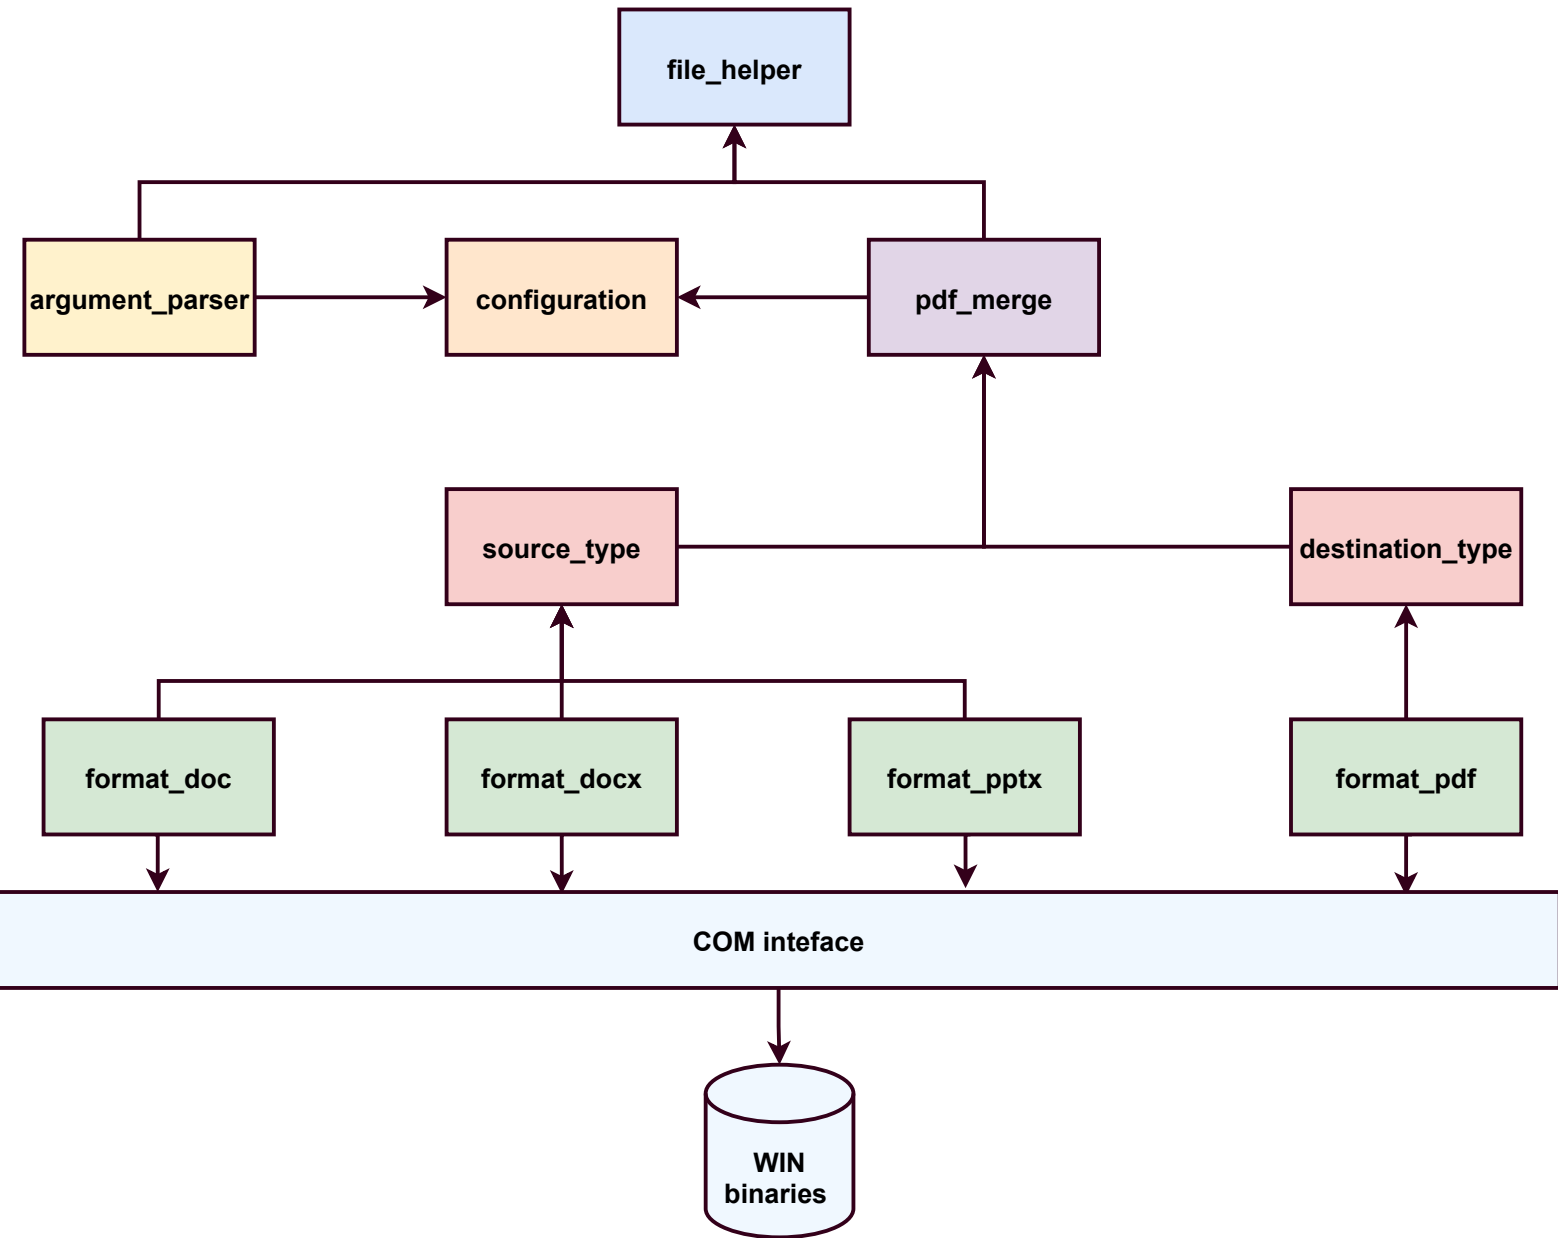 file_helper
argument_parser
configuration
pdf_merge
source_type
destination_type
format_doc
format_docx
format_pptx
format_pdf
COM inteface
WIN
binaries